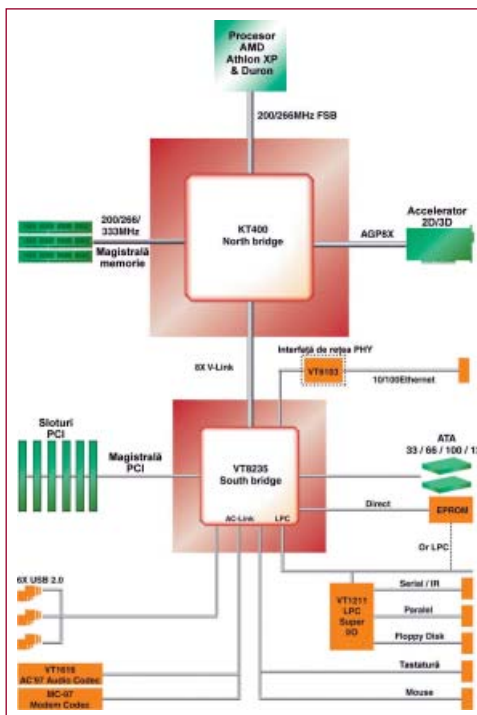 Procesor
AMD
Athlon XP
& Duron
200/266MHz FSB
200/266/
333MHz
Magistrală
memorie
KT400
North bridge
AGP8X
Accelerator
2D/3D
8X V-Link
Interfață de rețea PHY
VT6103
10/100Ethernet
Sloturi
PCI
Magistrală
PCI
VT8235
South bridge
AC-Link
LPC
ATA
33 / 66 / 100 / 13
Direct
EPROM
Or LPC
6X USB 2.0
VT1211
LPC
Super
I/O
Serial / IR
Paralel
Floppy Disk
VT1616
AC'97 Audio Codec
MC-97
Modem Codec
Tastatură
Mouse